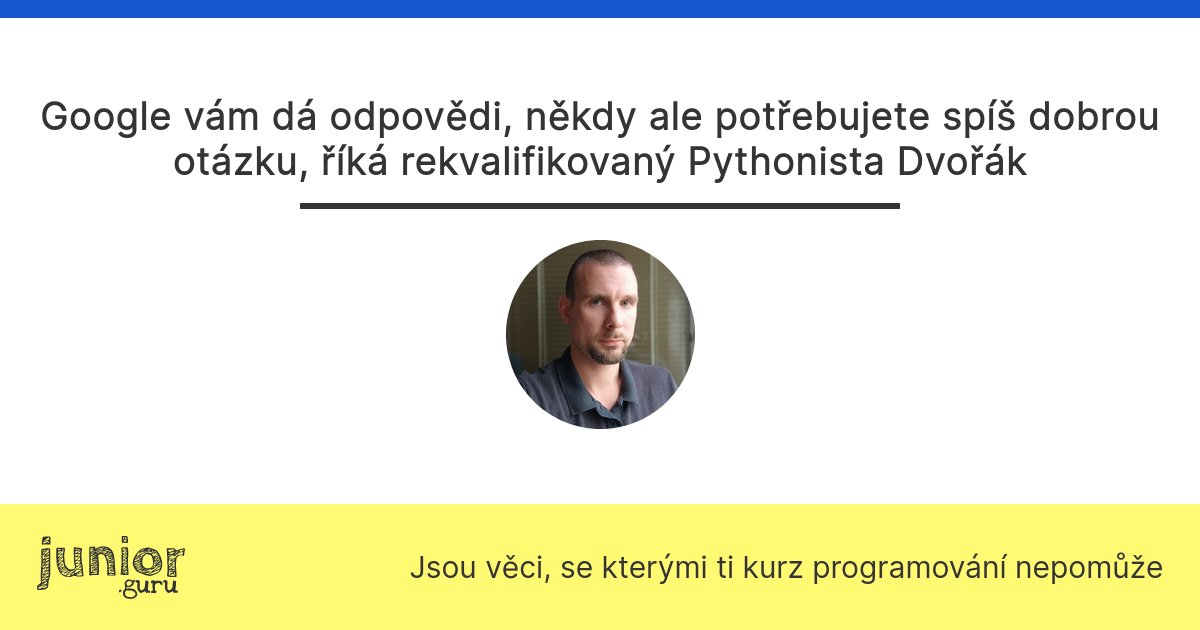 Google vám dá odpovědi, někdy ale potřebujete spíš dobrou
otázku, říká rekvalifikovaný Pythonista Dvořák
junior
.guru
Jsou věci, se kterými ti kurz programování nepomůže